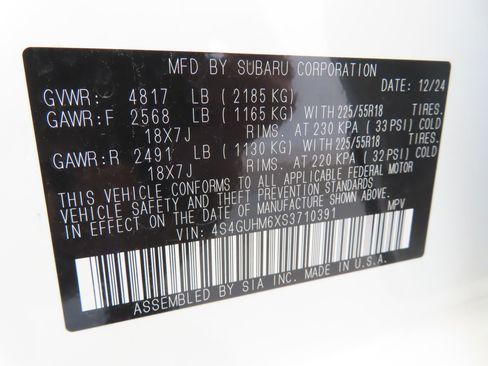 MFD BY SUBARU CORPORATION
DATE: 12/24
GVWR: 4817 LB (2185 KG)
GAWR:F 2568 LB (1165 KG) WITH 225/55R18 TIRES.
18X7J RIMS. AT 230 KPA (33 PSI) COLD
GAWR:R 2491 LB (1130 KG) WITH 225/55R18 TIRES.
18X7J RIMS. AT 220 KPA (32 PSI) COLD
THIS VEHICLE CONFORMS TO ALL APPLICABLE FEDERAL MOTOR
VEHICLE SAFETY AND THEFT PREVENTION STANDARDS
IN EFFECT ON THE DATE OF MANUFACTURE SHOWN ABOVE.
VIN: 4S4GUHM6XS3710391 MPV
ASSEMBLED BY SIA INC. MADE IN U.S.A.